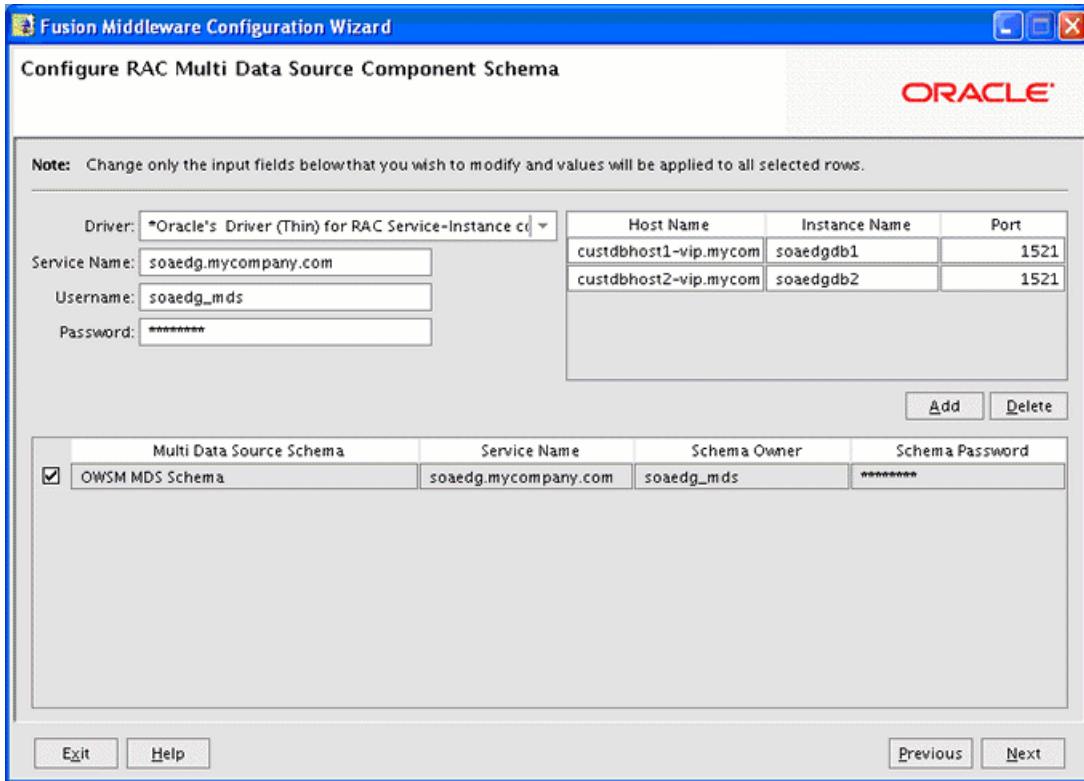 Fusion Middleware Configuration Wizard
Configure RAC Multi Data Source Component Schema
ORACLE
Note: Change only the input fields below that you wish to modify and values will be applied to all selected rows.
Driver: *Oracle's Driver (Thin) for RAC Service-Instance co
Service Name: soaedg.mycompany.com
Username: soaedg_mds
Password: ********
Host Name Instance Name Port
custdbhost1-vip.mycom soaedgdb1 1521
custdbhost2-vip.mycom soaedgdb2 1521
Add Delete
Multi Data Source Schema Service Name Schema Owner Schema Password
OWSM MDS Schema soaedg.mycompany.com soaedg_mds ********
Exit Help Previous Next